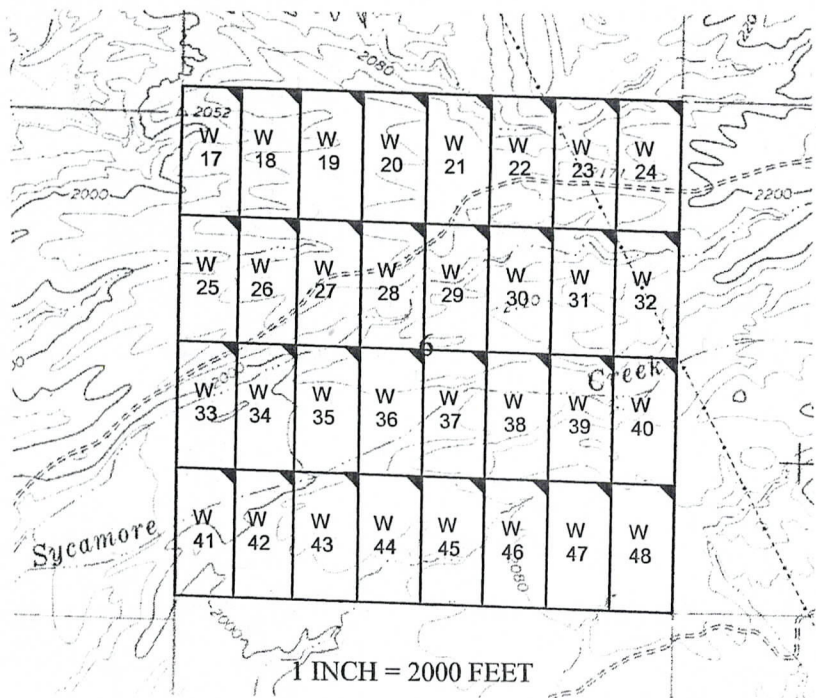 2080
2052
W W W W W W W W
17 18 19 20 21 22 23 24
2000
2200
W W W W W W W W
25 26 27 28 29 30 31 32
6
Creek
W W W W W W W W
33 34 35 36 37 38 39 40
Sycamore
W W W W W W W W
41 42 43 44 45 46 47 48
2080
2000
1 INCH = 2000 FEET